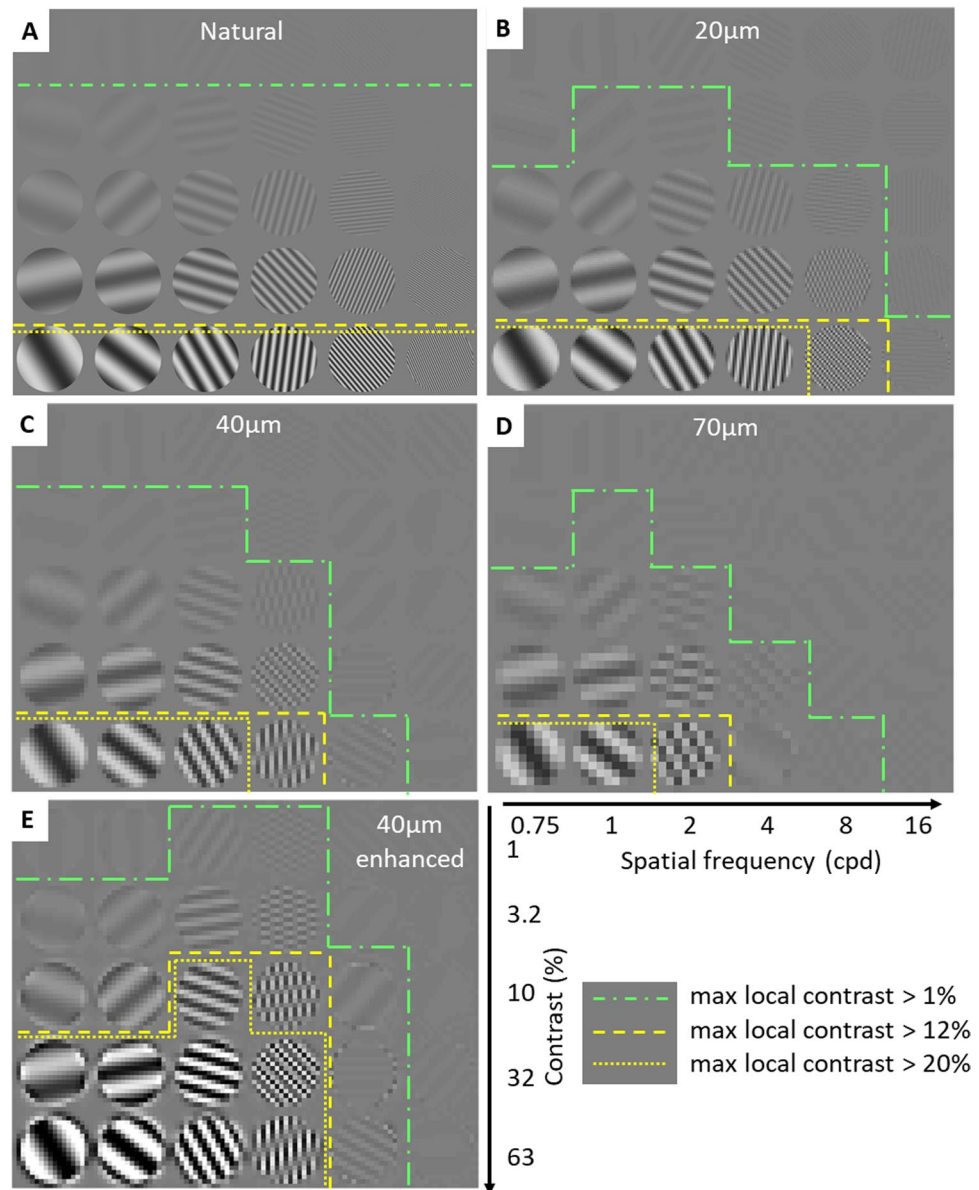 A
Natural
B
20µm
C
40µm
D
70µm
E
40µm
enhanced
0.75 1 2 4 8 16
Spatial frequency (cpd)
1
3.2
10
32
63
Contrast (%)
max local contrast > 1%
max local contrast > 12%
max local contrast > 20%